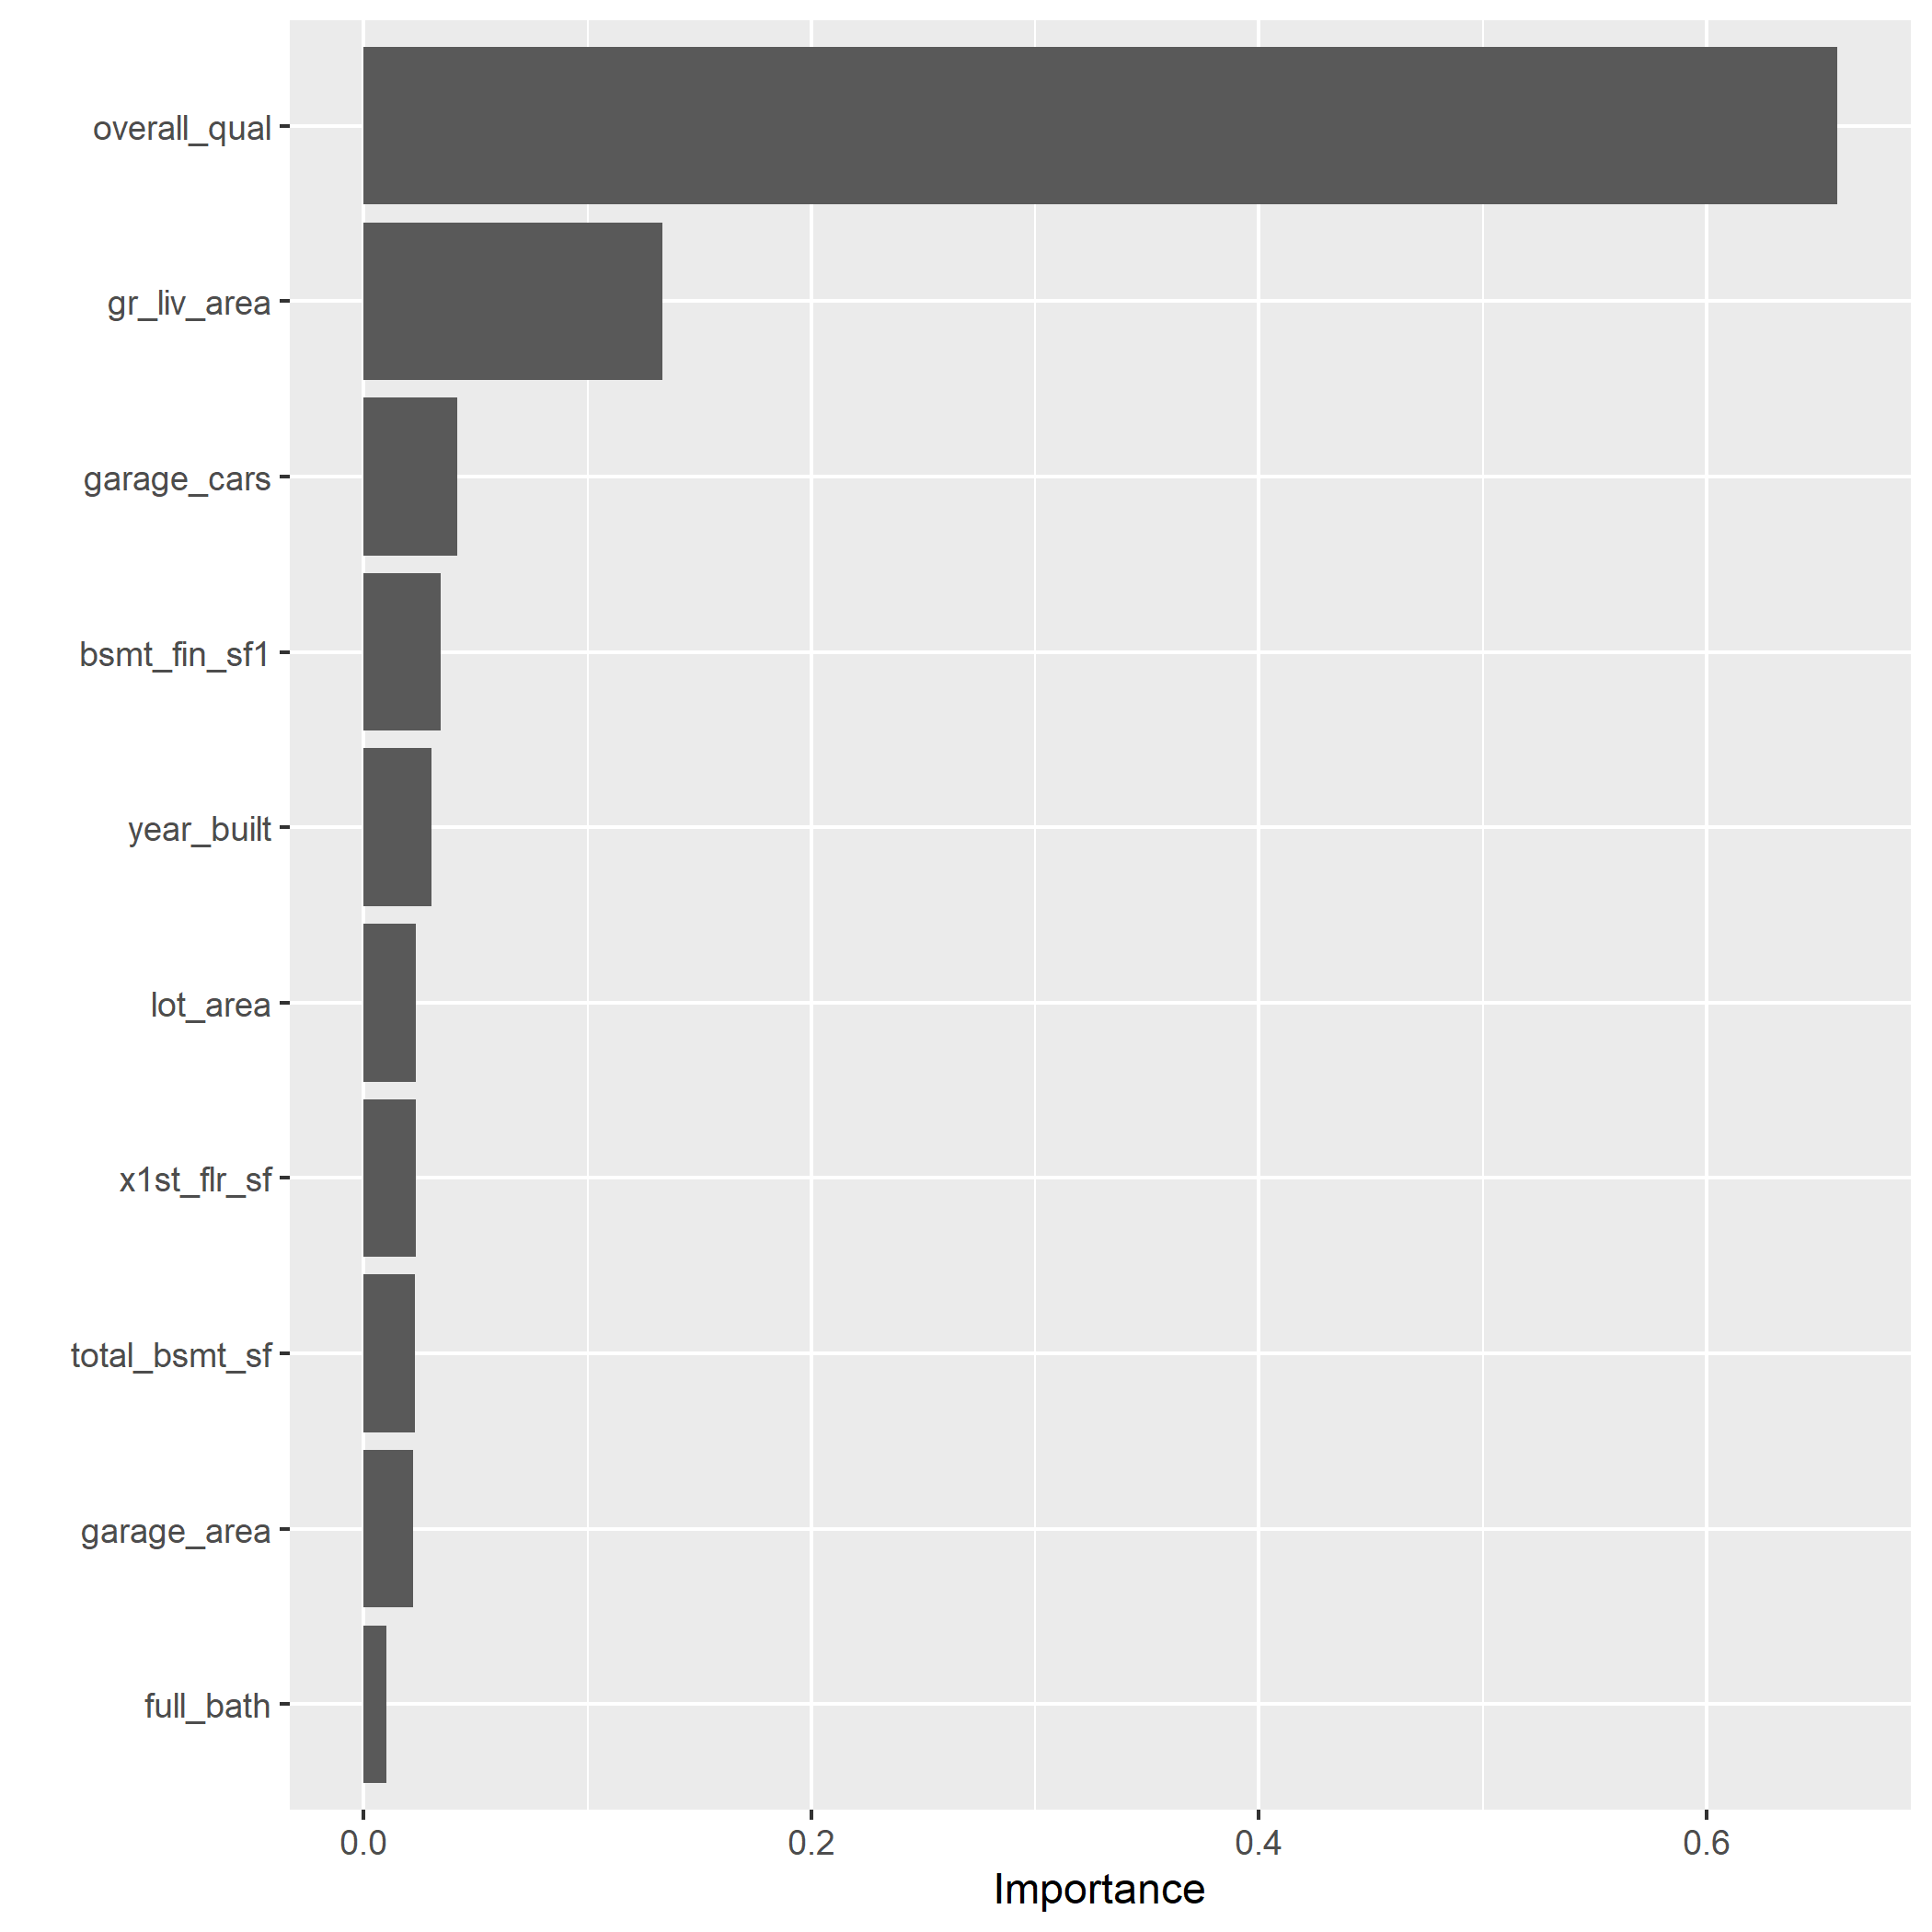 overall_qual
gr_liv_area
garage_cars
bsmt_fin_sf1
year_built
lot_area
x1st_flr_sf
total_bsmt_sf
garage_area
full_bath
0.0 0.2 0.4 0.6
Importance